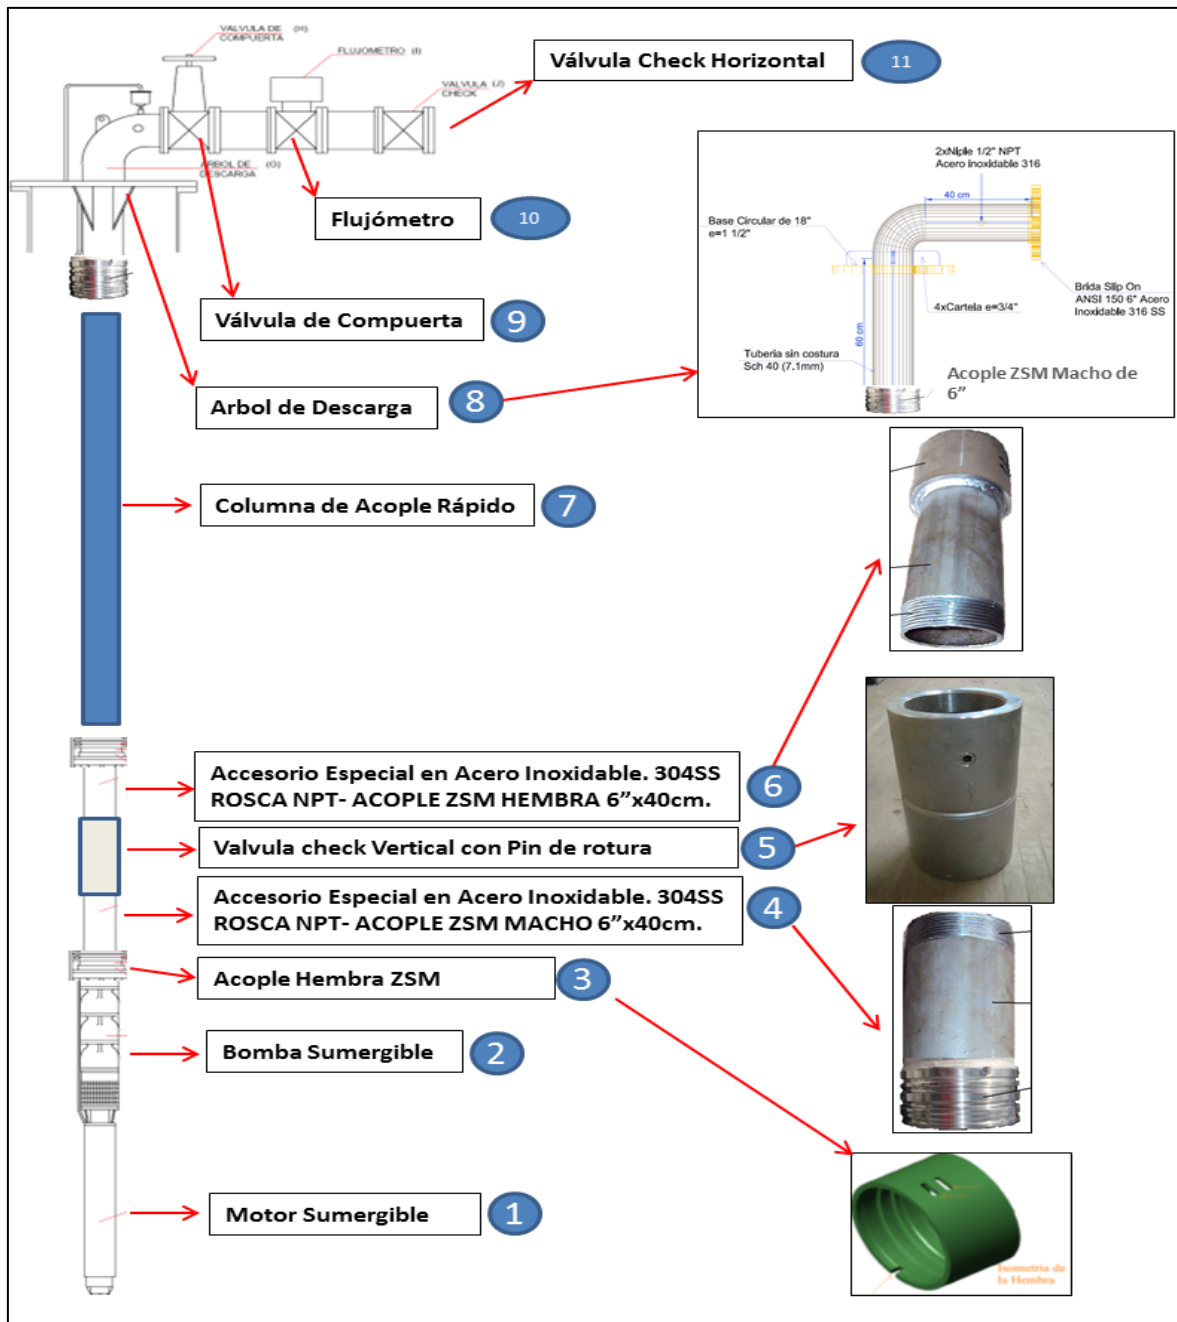 VALVULA DE (H)
COMPUERTA
FLUJOMETRO (I)
VALVULA (J)
CHECK
Válvula Check Horizontal
11
ARBOL DE (G)
DESCARGA
Flujómetro
10
Válvula de Compuerta
9
Arbol de Descarga
8
2xNiple 1/2" NPT
Acero inoxidable 316
40 cm
Base Circular de 18"
e=1 1/2"
Brida Slip On
ANSI 150 6" Acero
Inoxidable 316 SS
4xCartela e=3/4"
60 cm
Tubería sin costura
Sch 40 (7.1mm)
Acople ZSM Macho de
6”
Columna de Acople Rápido
7
Accesorio Especial en Acero Inoxidable. 304SS
ROSCA NPT- ACOPLE ZSM HEMBRA 6”x40cm.
6
Valvula check Vertical con Pin de rotura
5
Accesorio Especial en Acero Inoxidable. 304SS
ROSCA NPT- ACOPLE ZSM MACHO 6”x40cm.
4
Acople Hembra ZSM
3
Bomba Sumergible
2
Motor Sumergible
1
Isometria de
la Hembra